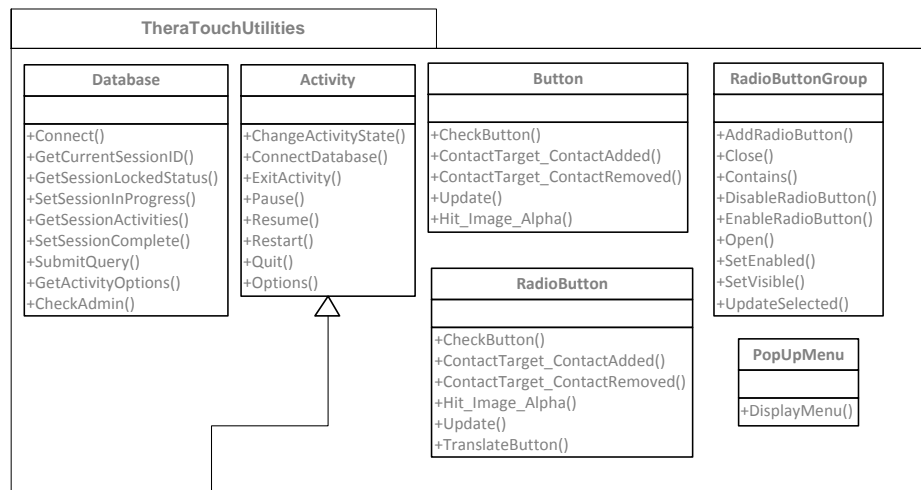 TheraTouchUtilities
Database
+Connect()
+GetCurrentSessionID()
+GetSessionLockedStatus()
+SetSessionInProgress()
+GetSessionActivities()
+SetSessionComplete()
+SubmitQuery()
+GetActivityOptions()
+CheckAdmin()
Activity
+ChangeActivityState()
+ConnectDatabase()
+ExitActivity()
+Pause()
+Resume()
+Restart()
+Quit()
+Options()
Button
+CheckButton()
+ContactTarget_ContactAdded()
+ContactTarget_ContactRemoved()
+Update()
+Hit_Image_Alpha()
RadioButton
+CheckButton()
+ContactTarget_ContactAdded()
+ContactTarget_ContactRemoved()
+Hit_Image_Alpha()
+Update()
+TranslateButton()
RadioButtonGroup
+AddRadioButton()
+Close()
+Contains()
+DisableRadioButton()
+EnableRadioButton()
+Open()
+SetEnabled()
+SetVisible()
+UpdateSelected()
PopUpMenu
+DisplayMenu()